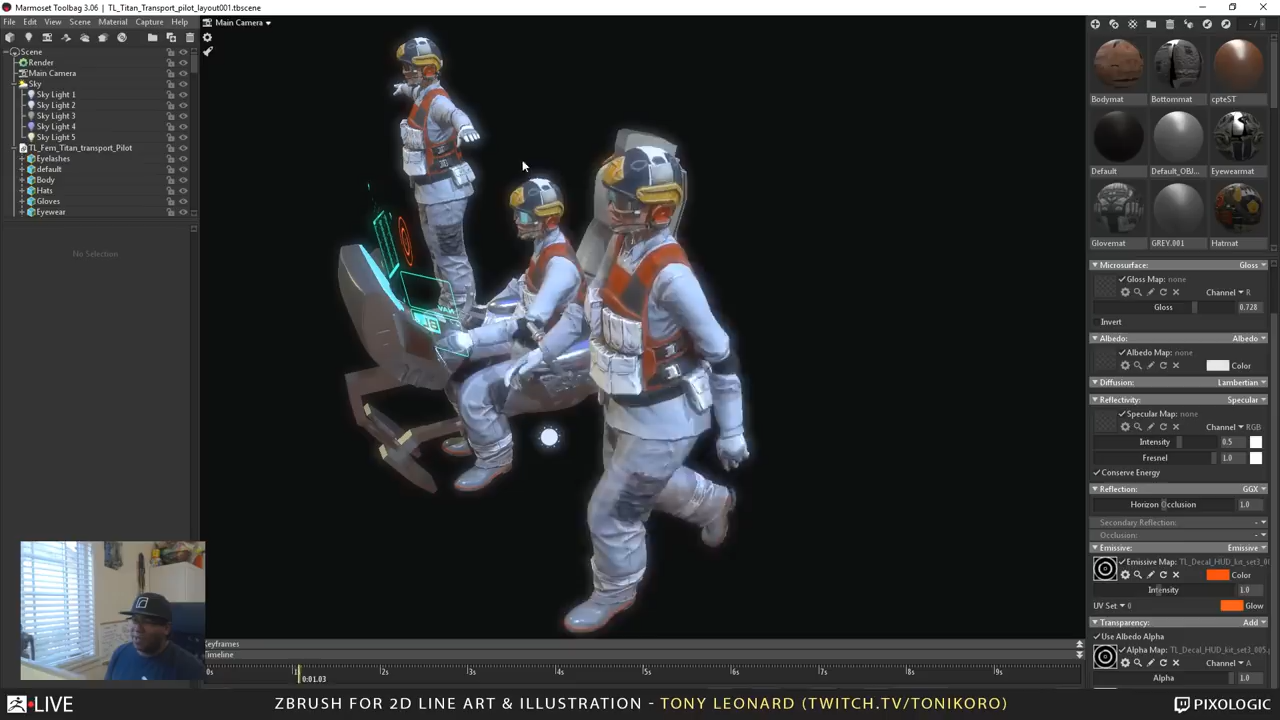 Marmoset Toolbag 3.06 | TL_Titan_Transport_pilot_layout001.tbscene
File Edit View Scene Material Capture Help
Main Camera
Scene
Render
Main Camera
Sky
Sky Light 1
Sky Light 2
Sky Light 3
Sky Light 4
Sky Light 5
TL_Fem_Titan_transport_Pilot
Eyelashes
default
Body
Hats
Gloves
Eyewear
No Selection
Bodymat Bottommat cpteST
Default Default_OBJ... Eyewearmat
Glovemat GREY.001 Hatmat
Microsurface: Gloss
Gloss Map: none
Channel R
Gloss 0.728
Invert
Albedo: Albedo
Albedo Map: none
Color
Diffusion: Lambertian
Reflectivity: Specular
Specular Map: none
Channel RGB
Intensity 0.5
Fresnel 1.0
Conserve Energy
Reflection: GGX
Horizon Occlusion 1.0
Secondary Reflection: -
Occlusion: -
Emissive: Emissive
Emissive Map: TL_Decal_HUD_kit_set3_00
Color
Intensity 1.0
UV Set 0 Glow
Transparency: Add
Use Albedo Alpha
Alpha Map: TL_Decal_HUD_kit_set3_005.
Channel A
Alpha 1.0
Keyframes
Timeline
0s 1 2s 3s 4s 5s 6s 7s 8s 9s
0:01.03
LIVE ZBRUSH FOR 2D LINE ART & ILLUSTRATION - TONY LEONARD (TWITCH.TV/TONIKORO) PIXOLOGIC